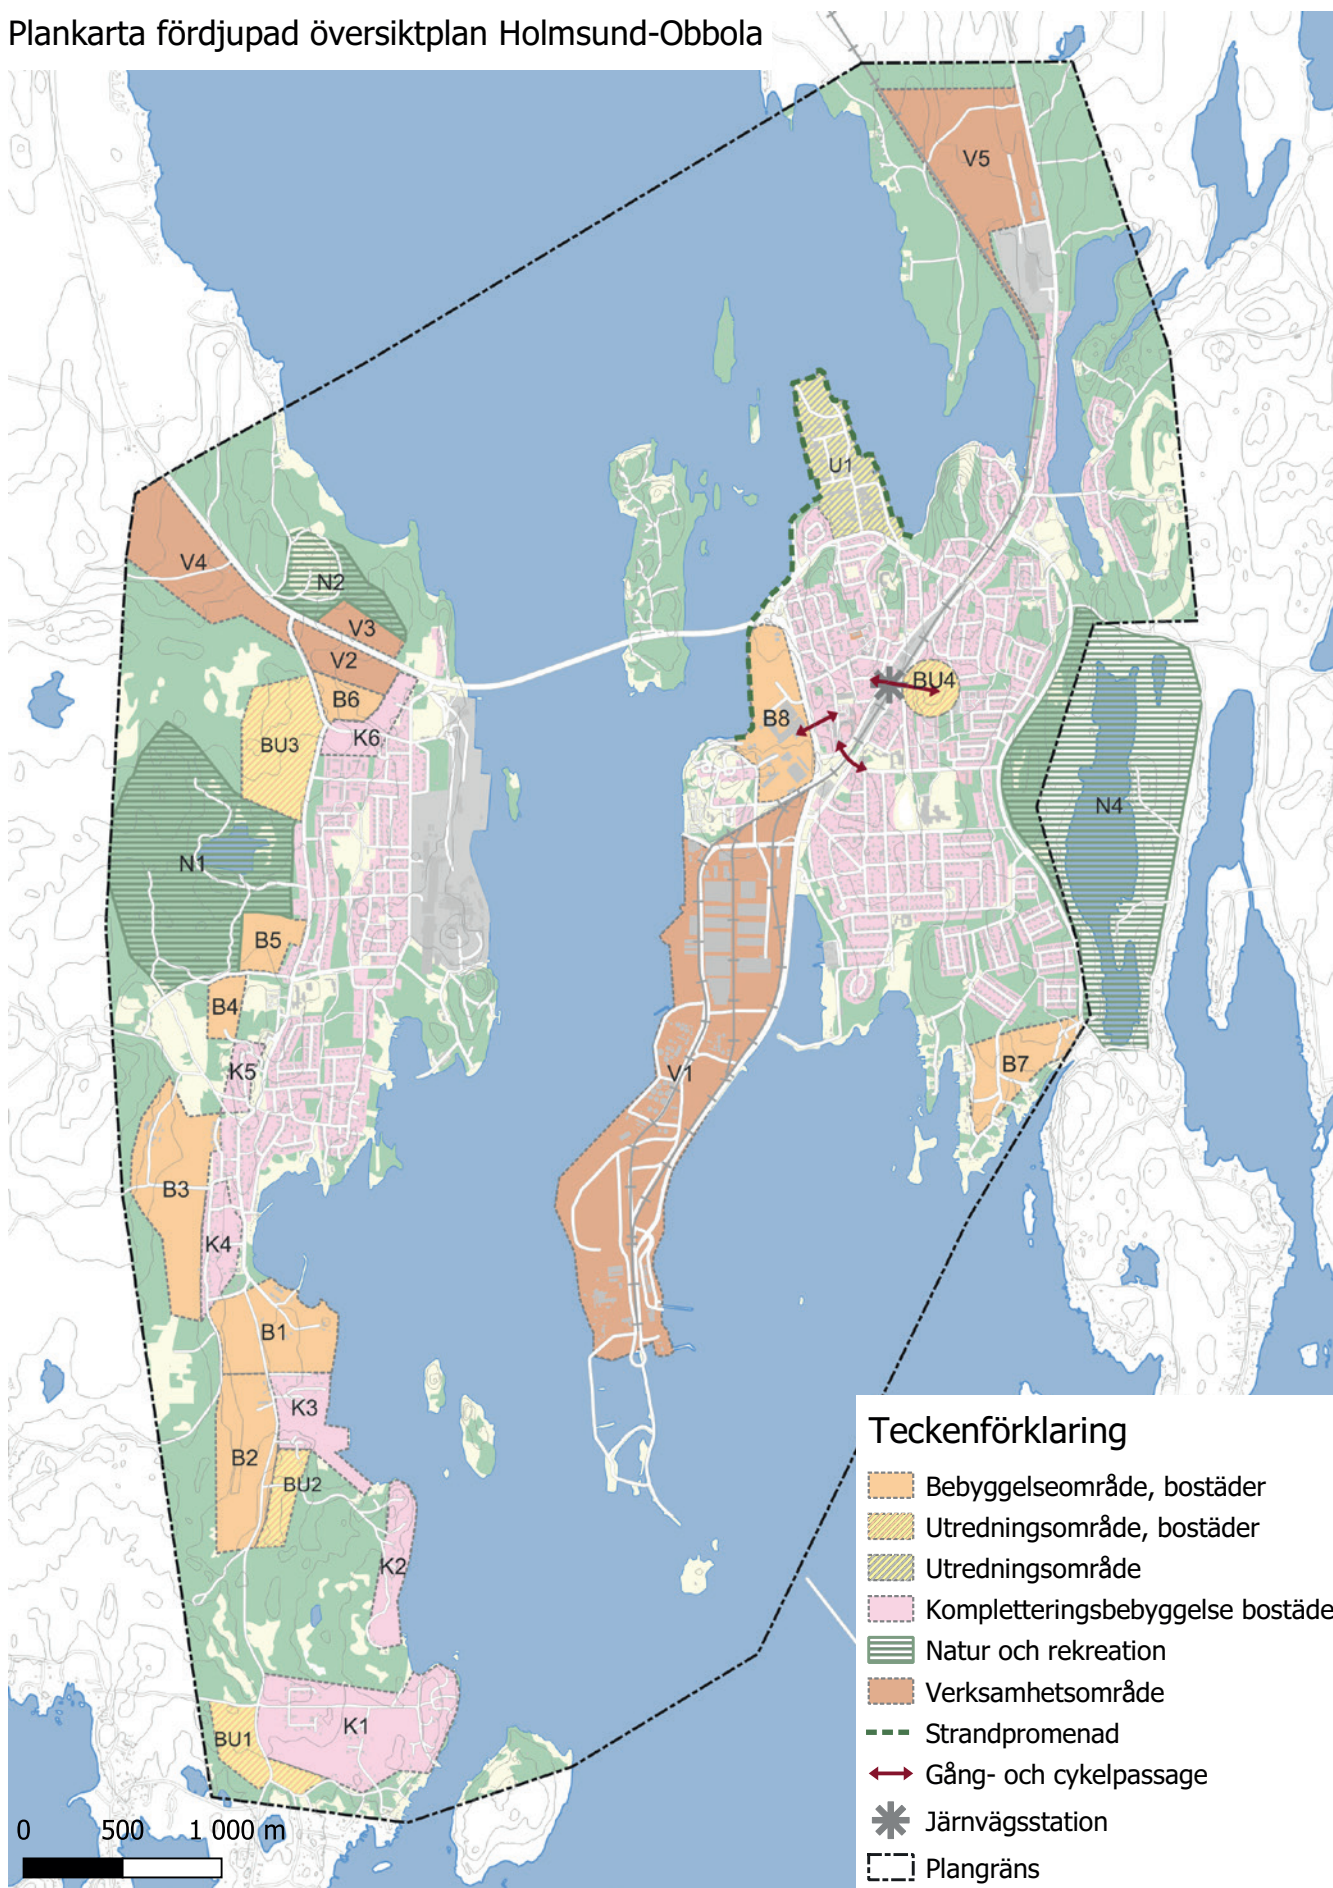 Plankarta fördjupad översiktplan Holmsund-Obbola
V5
U1
V4
N2
V3
V2
B6
BU4
B8
BU3
K6
N4
N1
B5
B4
K5
B7
V1
B3
K4
B1
K3
B2
BU2
K2
K1
BU1
0 500 1 000 m
Teckenförklaring
Bebyggelseområde, bostäder
Utredningsområde, bostäder
Utredningsområde
Kompletteringsbebyggelse bostäde
Natur och rekreation
Verksamhetsområde
Strandpromenad
Gång- och cykelpassage
Järnvägsstation
Plangräns